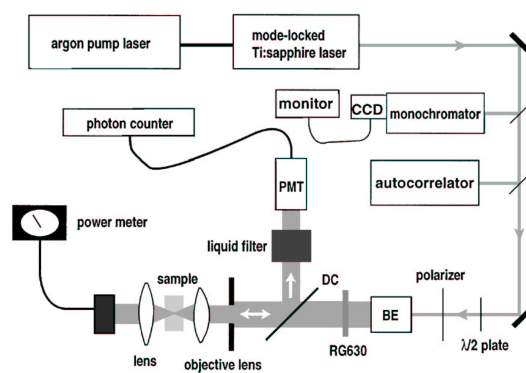 argon pump laser
mode-locked
Ti:sapphire laser
monitor
CCD
monochromator
photon counter
PMT
autocorrelator
power meter
liquid filter
sample
DC
polarizer
BE
lens
objective lens
RG630
λ/2 plate